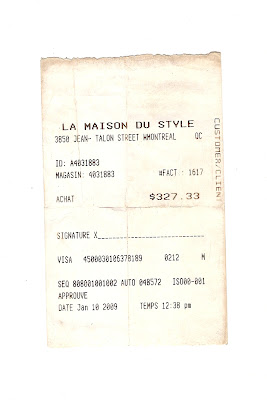 LA MAISON DU STYLE
3850 JEAN- TALON STREET WMONTREAL QC
ID: A4031883
MAGASIN: 4031883 #FACT : 1617
ACHAT $327.33
SIGNATURE X
VISA 4500030106378189 0212 M
SEQ 808001001002 AUTO 048572 ISO00-001
APPROUVE
DATE Jan 10 2009 TEMPS 12:38 pm
CUSTOMER/CLIENT